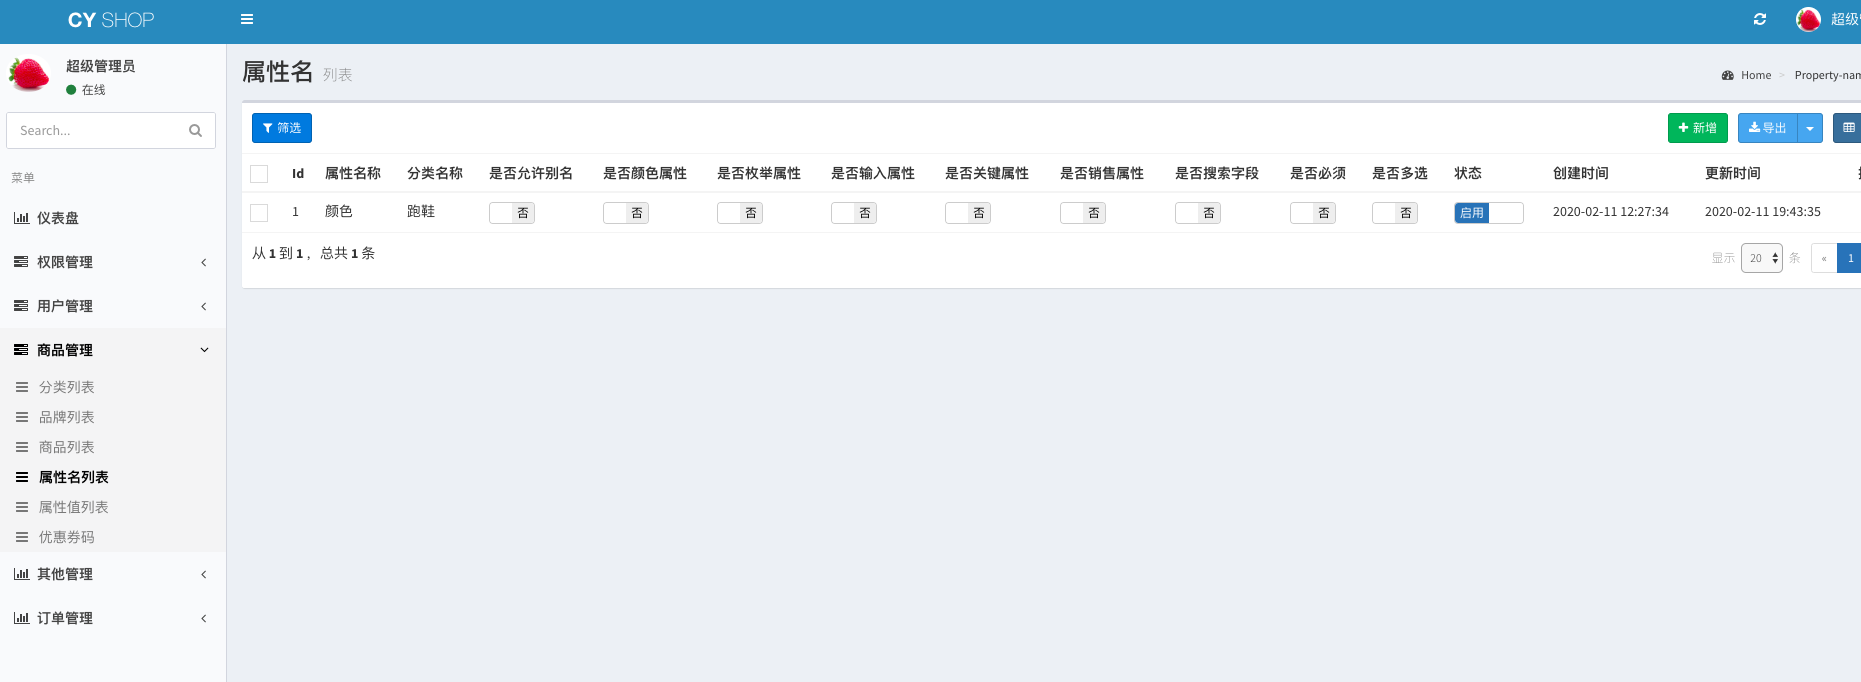 CY SHOP
超级
超级管理员
在线
Search...
菜单
仪表盘
权限管理
用户管理
商品管理
分类列表
品牌列表
商品列表
属性名列表
属性值列表
优惠券码
其他管理
订单管理
属性名 列表
Home > Property-nam
筛选
新增 导出
Id 属性名称 分类名称 是否允许别名 是否颜色属性 是否枚举属性 是否输入属性 是否关键属性 是否销售属性 是否搜索字段 是否必须 是否多选 状态 创建时间 更新时间
1 颜色 跑鞋 否 否 否 否 否 否 否 否 否 启用 2020-02-11 12:27:34 2020-02-11 19:43:35
从 1 到 1 ，总共 1 条
显示 20 条 « 1